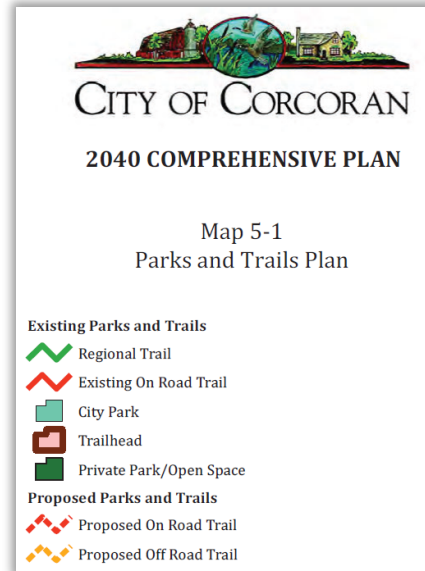 CITY OF CORCORAN
2040 COMPREHENSIVE PLAN
Map 5-1
Parks and Trails Plan
Existing Parks and Trails
Regional Trail
Existing On Road Trail
City Park
Trailhead
Private Park/Open Space
Proposed Parks and Trails
Proposed On Road Trail
Proposed Off Road Trail